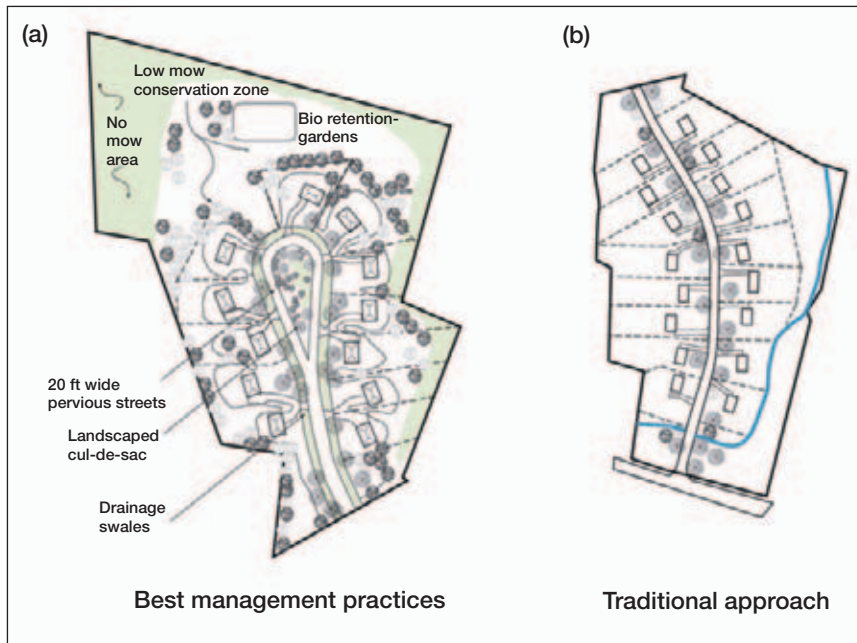 (a)
(b)
Low mow
conservation zone
No
mow
area
Bio retention-
gardens
20 ft wide
pervious streets
Landscaped
cul-de-sac
Drainage
swales
Best management practices
Traditional approach